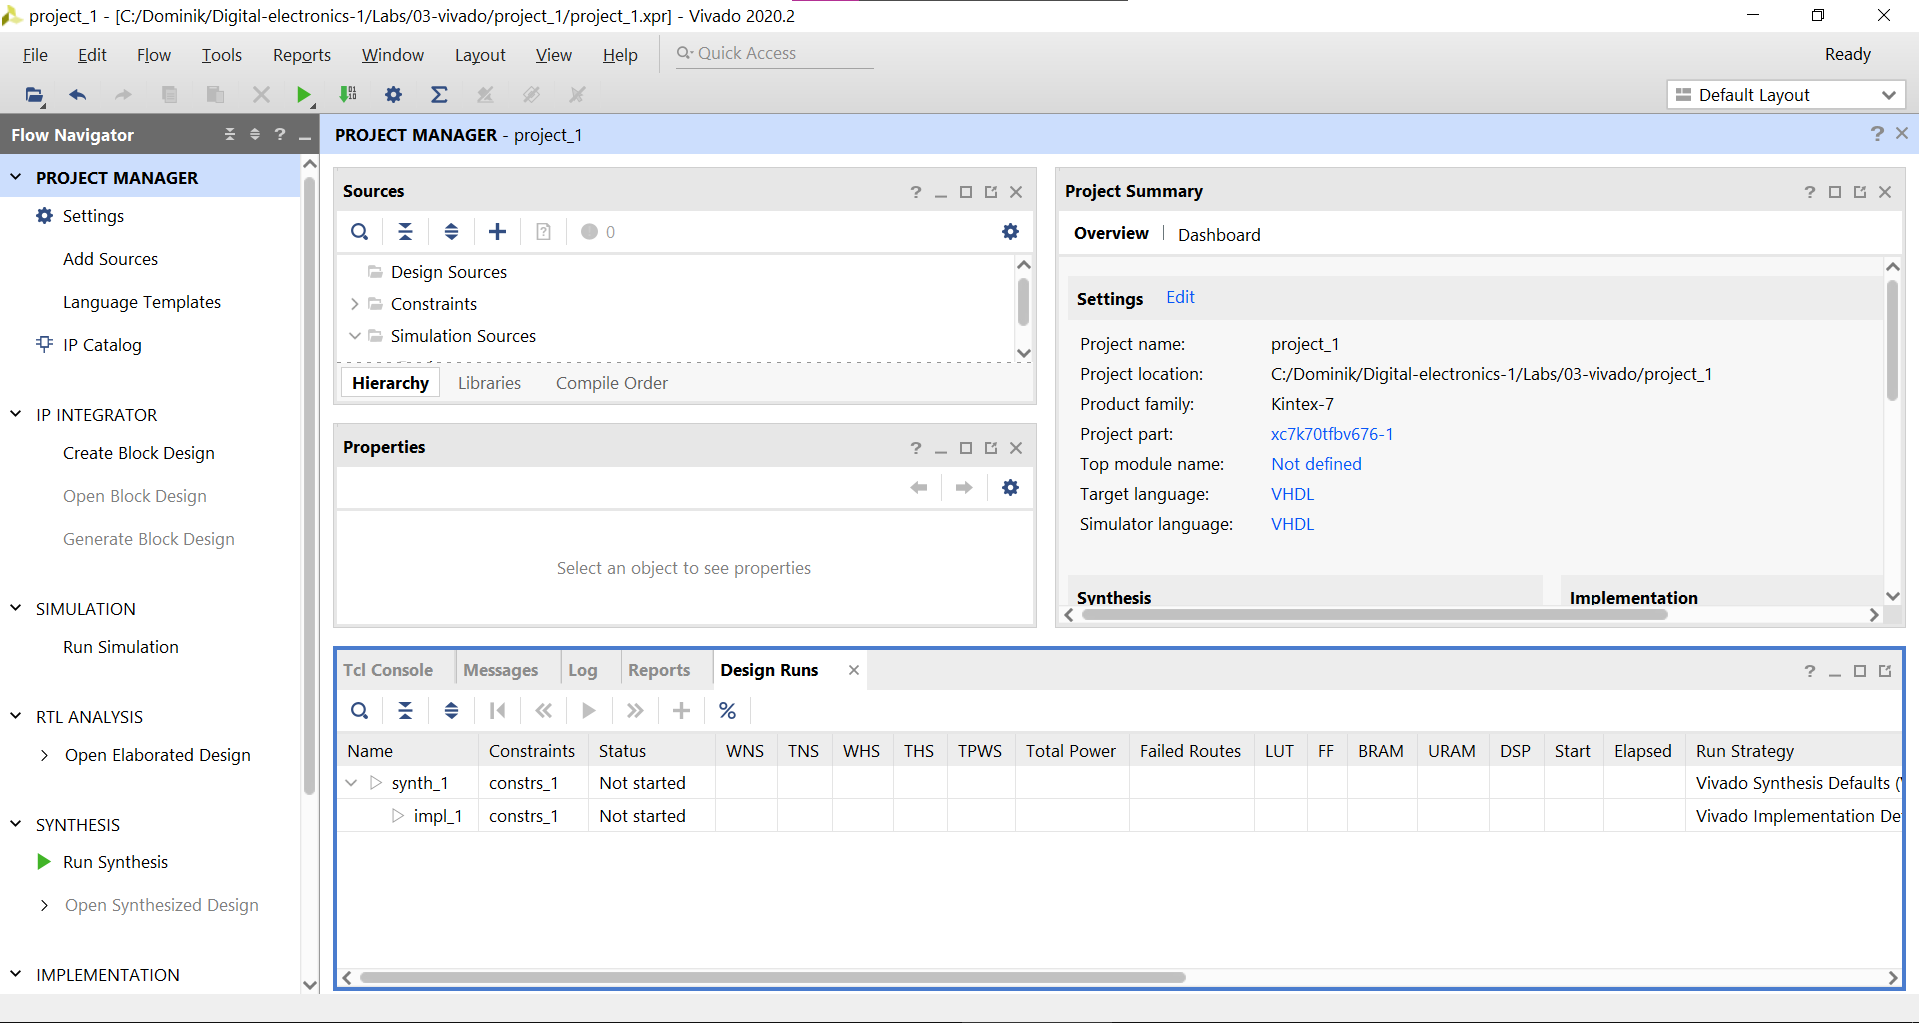 project_1 - [C:/Dominik/Digital-electronics-1/Labs/03-vivado/project_1/project_1.xpr] - Vivado 2020.2
File Edit Flow Tools Reports Window Layout View Help Quick Access Ready
Default Layout
Flow Navigator
PROJECT MANAGER - project_1
PROJECT MANAGER
Settings
Add Sources
Language Templates
IP Catalog
IP INTEGRATOR
Create Block Design
Open Block Design
Generate Block Design
SIMULATION
Run Simulation
RTL ANALYSIS
Open Elaborated Design
SYNTHESIS
Run Synthesis
Open Synthesized Design
IMPLEMENTATION
Sources
0
Design Sources
Constraints
Simulation Sources
Hierarchy Libraries Compile Order
Properties
Select an object to see properties
Project Summary
Overview Dashboard
Settings Edit
Project name: project_1
Project location: C:/Dominik/Digital-electronics-1/Labs/03-vivado/project_1
Product family: Kintex-7
Project part: xc7k70tfbv676-1
Top module name: Not defined
Target language: VHDL
Simulator language: VHDL
Synthesis Implementation
Tcl Console Messages Log Reports Design Runs
Name Constraints Status WNS TNS WHS THS TPWS Total Power Failed Routes LUT FF BRAM URAM DSP Start Elapsed Run Strategy
synth_1 constrs_1 Not started Vivado Synthesis Defaults (
impl_1 constrs_1 Not started Vivado Implementation De